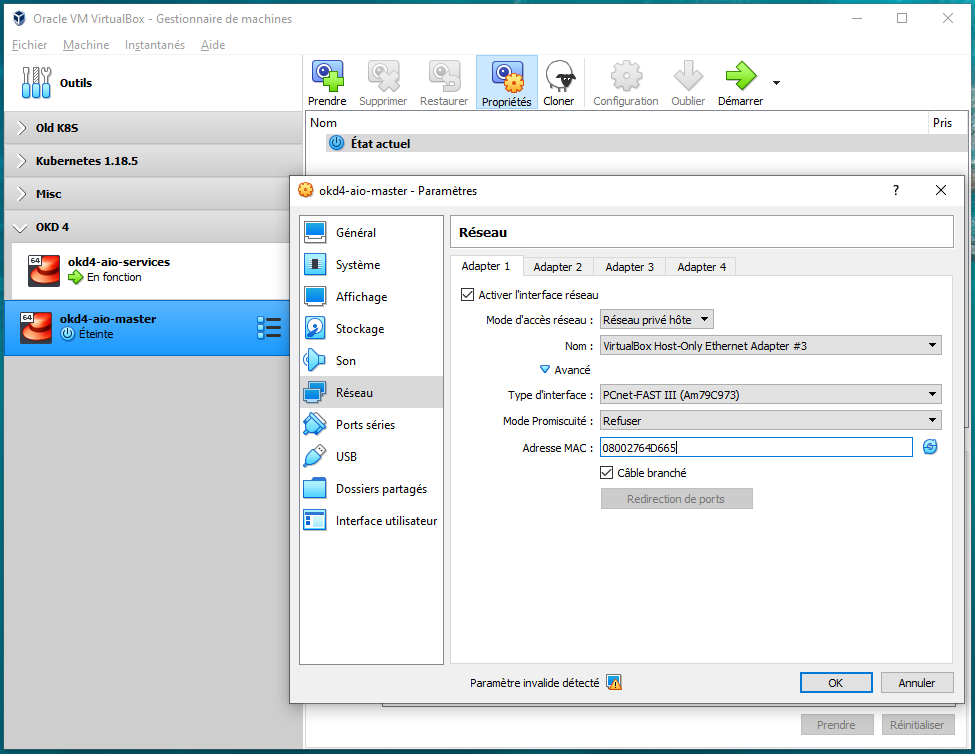 Oracle VM VirtualBox - Gestionnaire de machines
Fichier Machine Instantanés Aide
Outils
Prendre Supprimer Restaurer Propriétés Cloner Configuration Oublier Démarrer
Old K8S
Kubernetes 1.18.5
Misc
OKD 4
64
okd4-aio-services
En fonction
64
okd4-aio-master
Éteinte
Nom Pris
État actuel
okd4-aio-master - Paramètres ?
Général
Système
Affichage
Stockage
Son
Réseau
Ports séries
USB
Dossiers partagés
Interface utilisateur
Réseau
Adapter 1 Adapter 2 Adapter 3 Adapter 4
Activer l'interface réseau
Mode d'accès réseau : Réseau privé hôte
Nom : VirtualBox Host-Only Ethernet Adapter #3
Avancé
Type d'interface : PCnet-FAST III (Am79C973)
Mode Promiscuité : Refuser
Adresse MAC : 08002764D665
Câble branché
Redirection de ports
Paramètre invalide détecté
OK Annuler
Prendre Réinitialiser